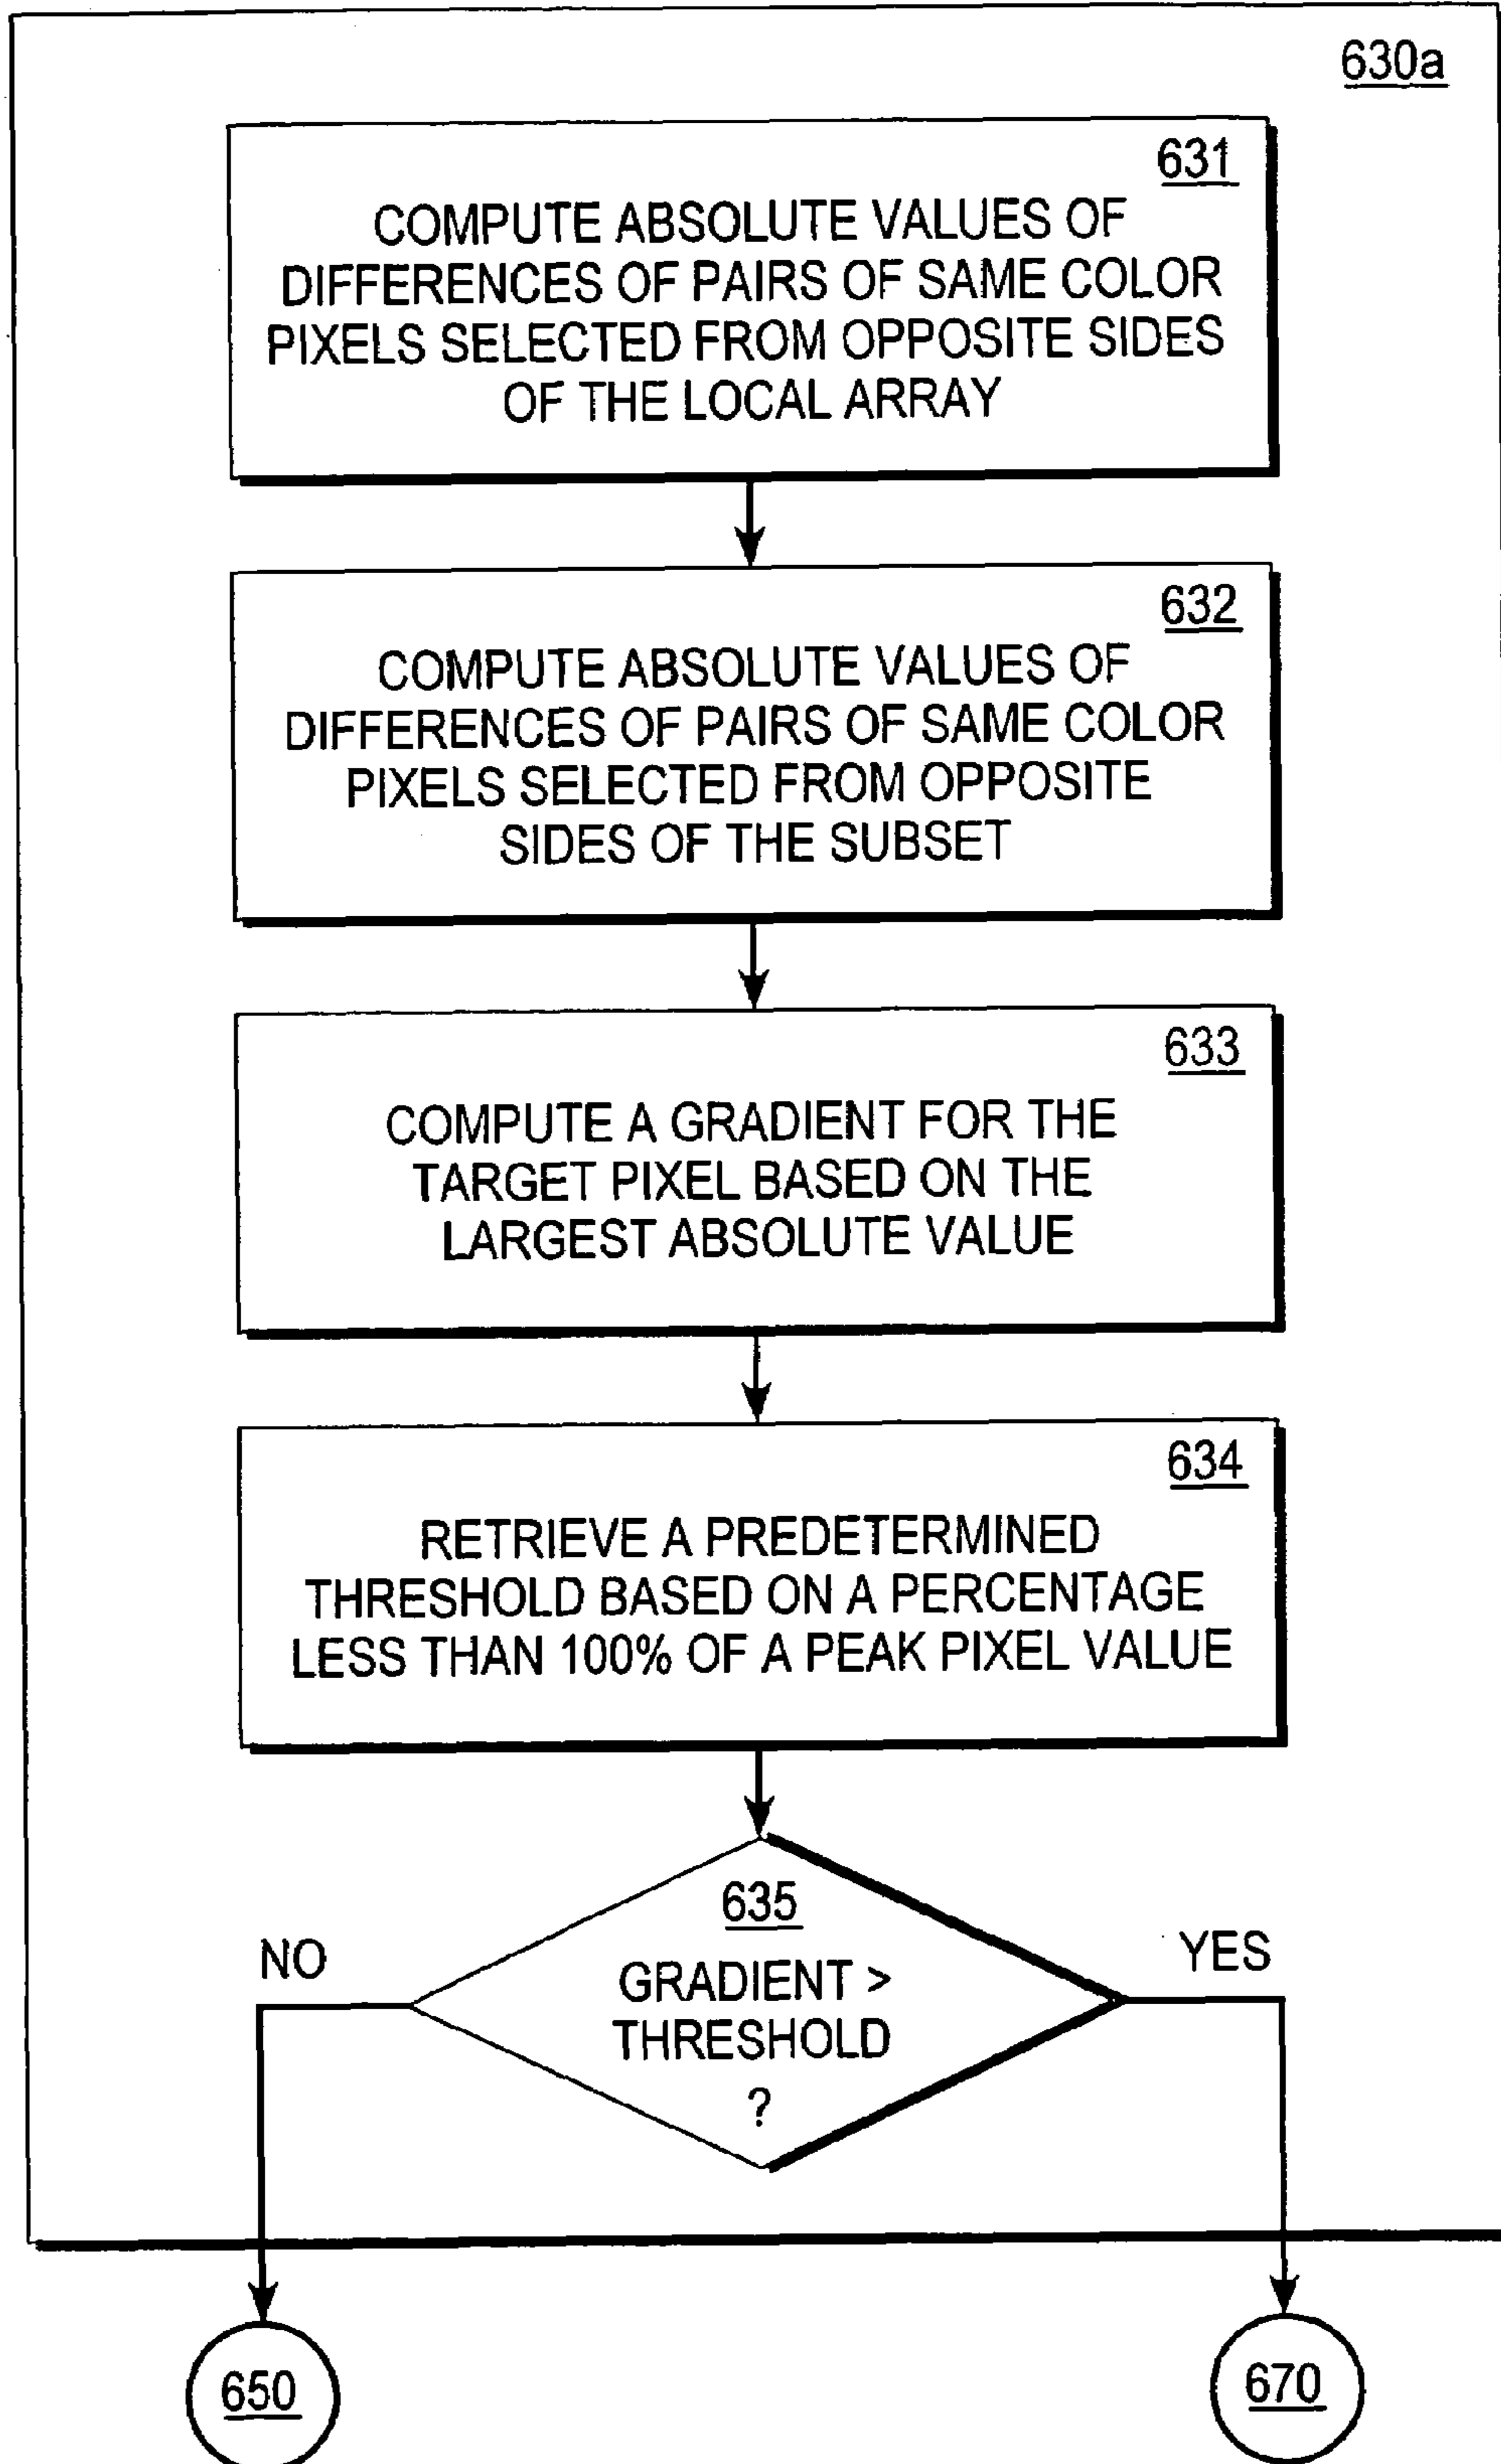 630a
631
COMPUTE ABSOLUTE VALUES OF
DIFFERENCES OF PAIRS OF SAME COLOR
PIXELS SELECTED FROM OPPOSITE SIDES
OF THE LOCAL ARRAY
632
COMPUTE ABSOLUTE VALUES OF
DIFFERENCES OF PAIRS OF SAME COLOR
PIXELS SELECTED FROM OPPOSITE
SIDES OF THE SUBSET
633
COMPUTE A GRADIENT FOR THE
TARGET PIXEL BASED ON THE
LARGEST ABSOLUTE VALUE
634
RETRIEVE A PREDETERMINED
THRESHOLD BASED ON A PERCENTAGE
LESS THAN 100% OF A PEAK PIXEL VALUE
635
NO
YES
GRADIENT >
THRESHOLD
?
650
670